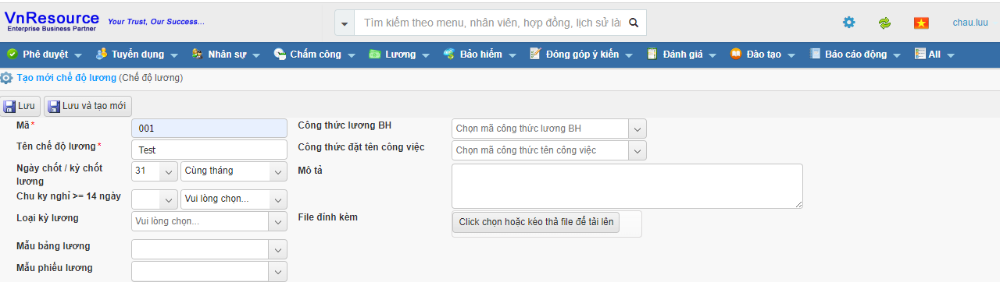 VnResource
Enterprise Business Partner
Your Trust, Our Success...
Tìm kiếm theo menu, nhân viên, hợp đồng, lịch sử làn
chau.luu
Phê duyệt
Tuyển dụng
Nhân sự
Chấm công
Lương
Bảo hiểm
Đóng góp ý kiến
Đánh giá
Đào tạo
Báo cáo động
All
Tạo mới chế độ lương (Chế độ lương)
Lưu
Lưu và tạo mới
Mã *
001
Công thức lương BH
Chọn mã công thức lương BH
Tên chế độ lương *
Test
Công thức đặt tên công việc
Chọn mã công thức tên công việc
Ngày chốt / kỳ chốt
lương
31
Cùng tháng
Mô tả
Chu kỳ nghỉ >= 14 ngày
Vui lòng chọn...
Loại kỳ lương
Vui lòng chọn...
File đính kèm
Click chọn hoặc kéo thả file để tải lên
Mẫu bảng lương
Mẫu phiếu lương